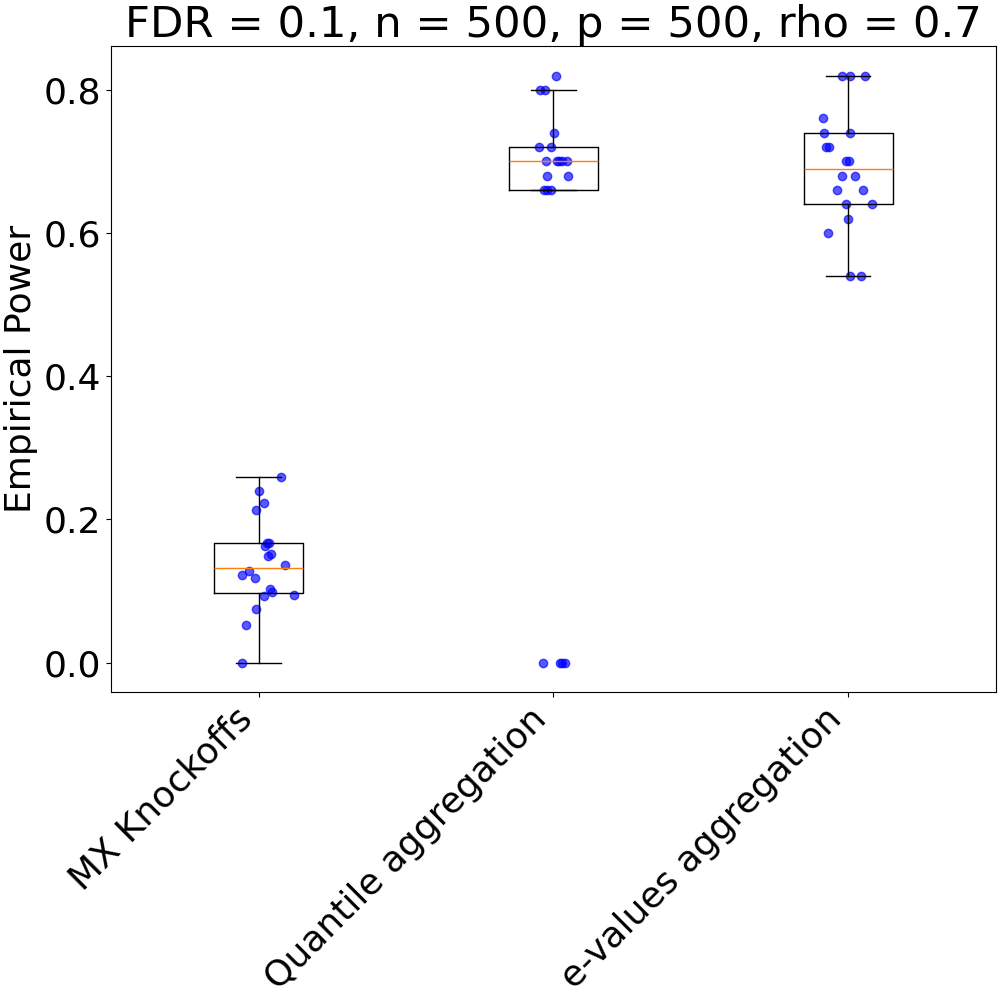 FDR = 0.1, n = 500, p = 500, rho = 0.7
Empirical Power
0.8
0.6
0.4
0.2
0.0
MX Knockoffs
Quantile aggregation
e-values aggregation